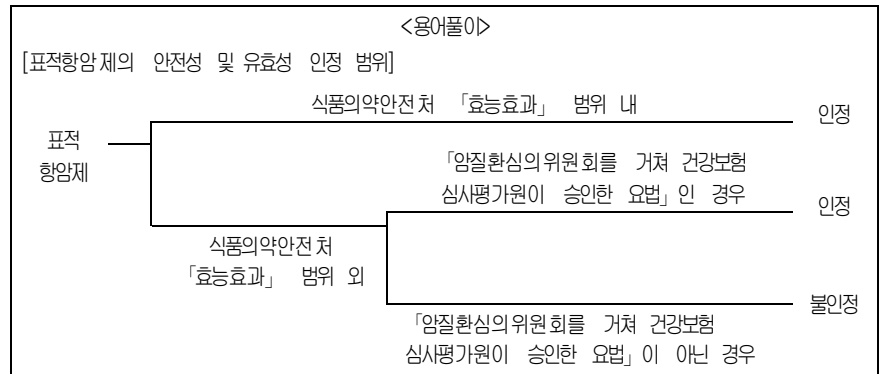 <용어풀이>
[표적항암제의 안전성 및 유효성 인정 범위]
식품의약안전처 「효능효과」 범위 내
인정
표적
항암제
「암질환심의위원회를 거쳐 건강보험
심사평가원이 승인한 요법」인 경우
인정
식품의약안전처
「효능효과」 범위 외
불인정
「암질환심의위원회를 거쳐 건강보험
심사평가원이 승인한 요법」이 아닌 경우